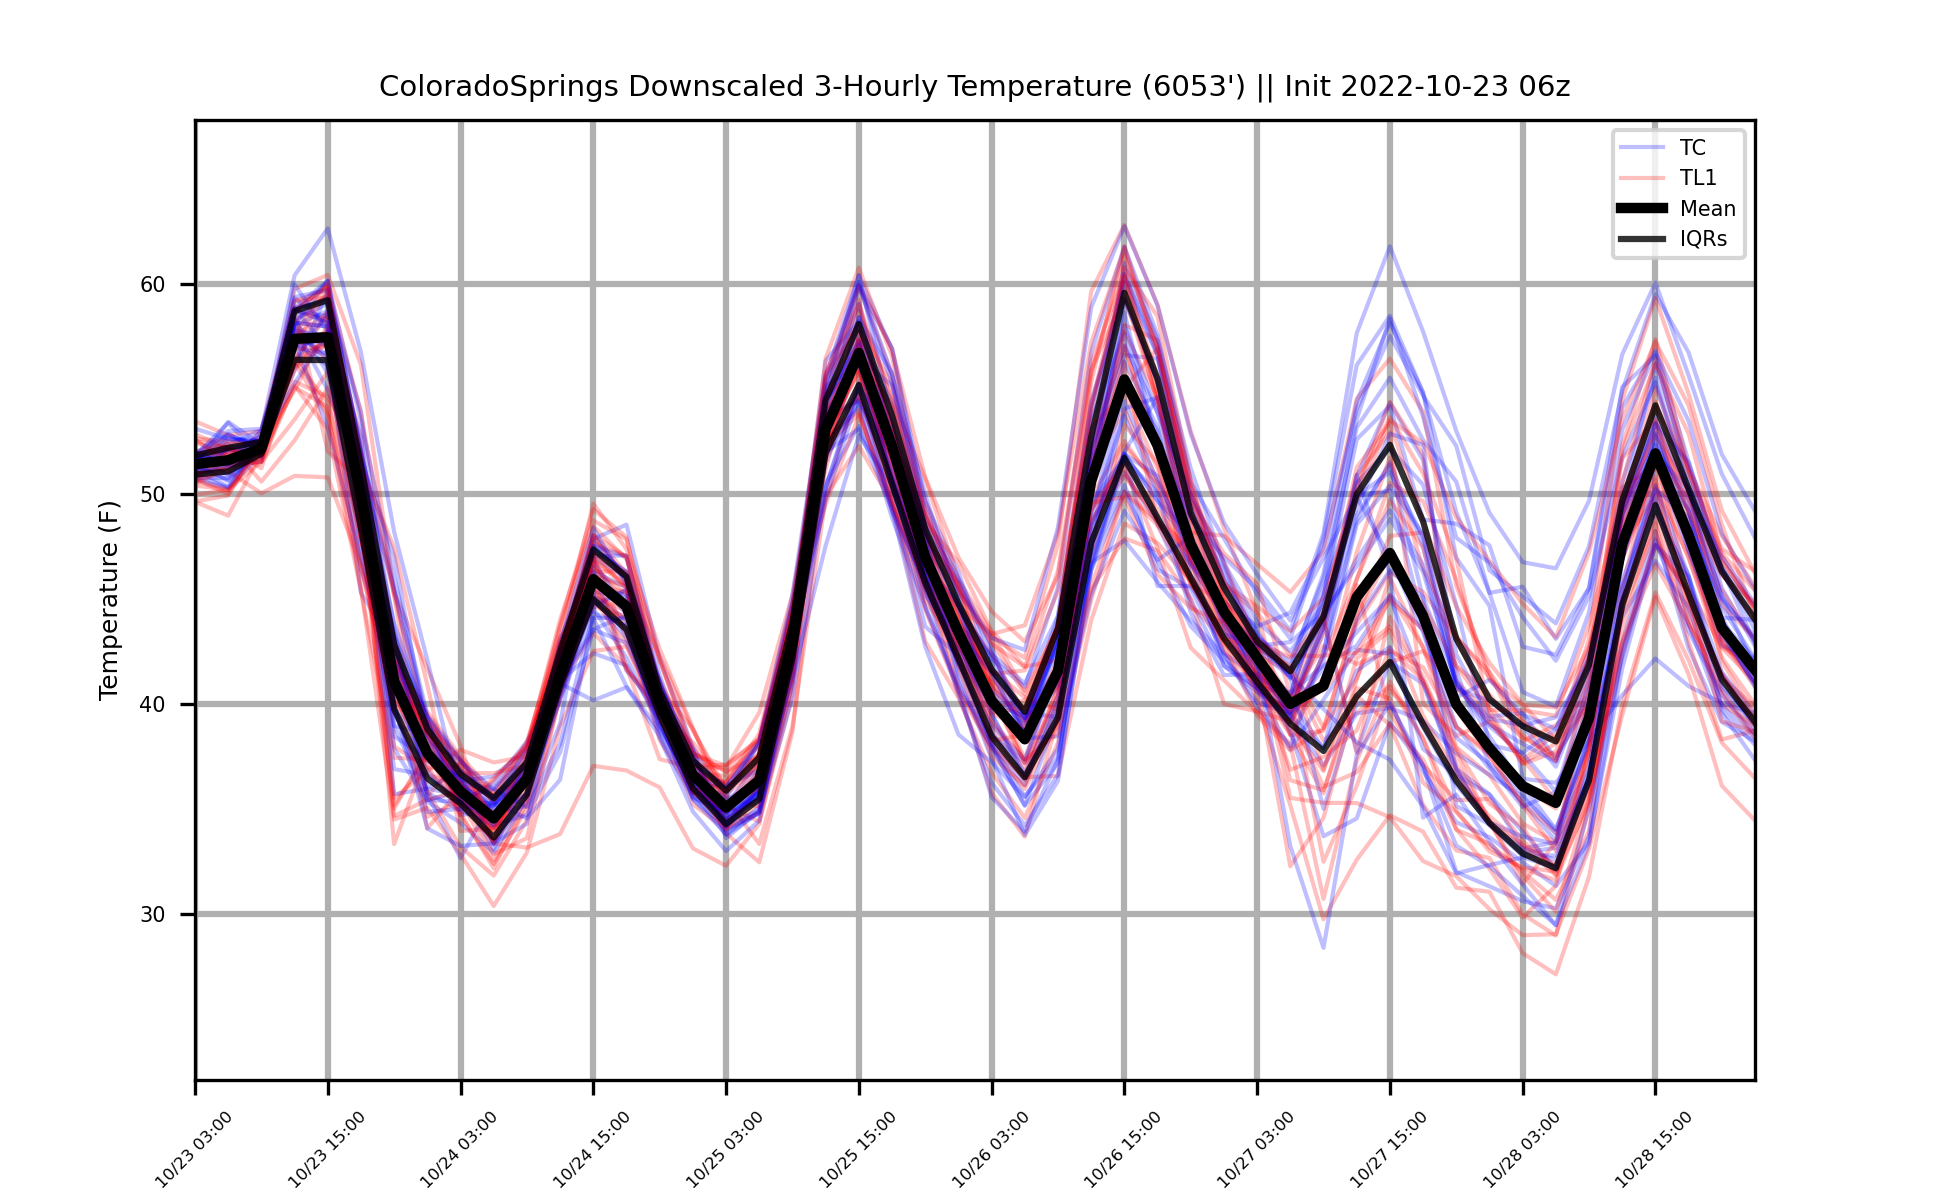 ColoradoSprings Downscaled 3-Hourly Temperature (6053') || Init 2022-10-23 06z
TC
TL1
Mean
IQRs
Temperature (F)
60
50
40
30
10/23 03:00
10/23 15:00
10/24 03:00
10/24 15:00
10/25 03:00
10/25 15:00
10/26 03:00
10/26 15:00
10/27 03:00
10/27 15:00
10/28 03:00
10/28 15:00